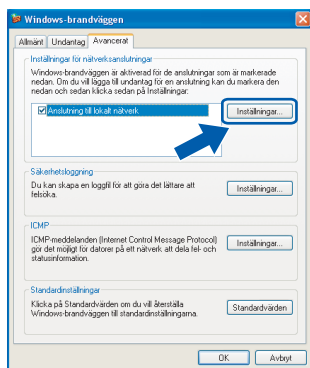 Windows-brandväggen
Allmänt Undantag Avancerat
Inställningar för nätverksanslutningar
Windows-brandväggen är aktiverad för de anslutningar som är markerade
nedan. Om du vill lägga till undantag för en anslutning kan du markera den
nedan och sedan klicka sedan på Inställningar:
Anslutning till lokalt nätverk
Inställningar...
Säkerhetsloggning
Du kan skapa en loggfil för att göra det lättare att
felsöka.
Inställningar...
ICMP
ICMP-meddelanden (Internet Control Message Protocol)
gör det möjligt för datorer på ett nätverk att dela fel- och
statusinformation.
Inställningar...
Standardinställningar
Klicka på Standardvärden om du vill återställa
Windows-brandväggen till standardinställningarna.
Standardvärden
OK Avbryt